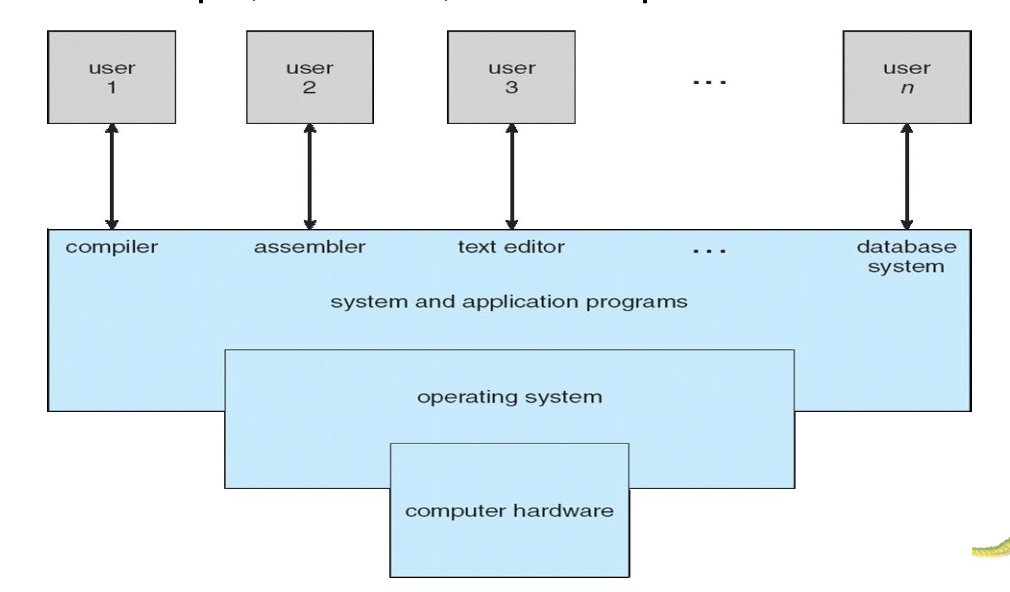 user
1
user
2
user
3
...
user
n
compiler
assembler
text editor
...
database
system
system and application programs
operating system
computer hardware